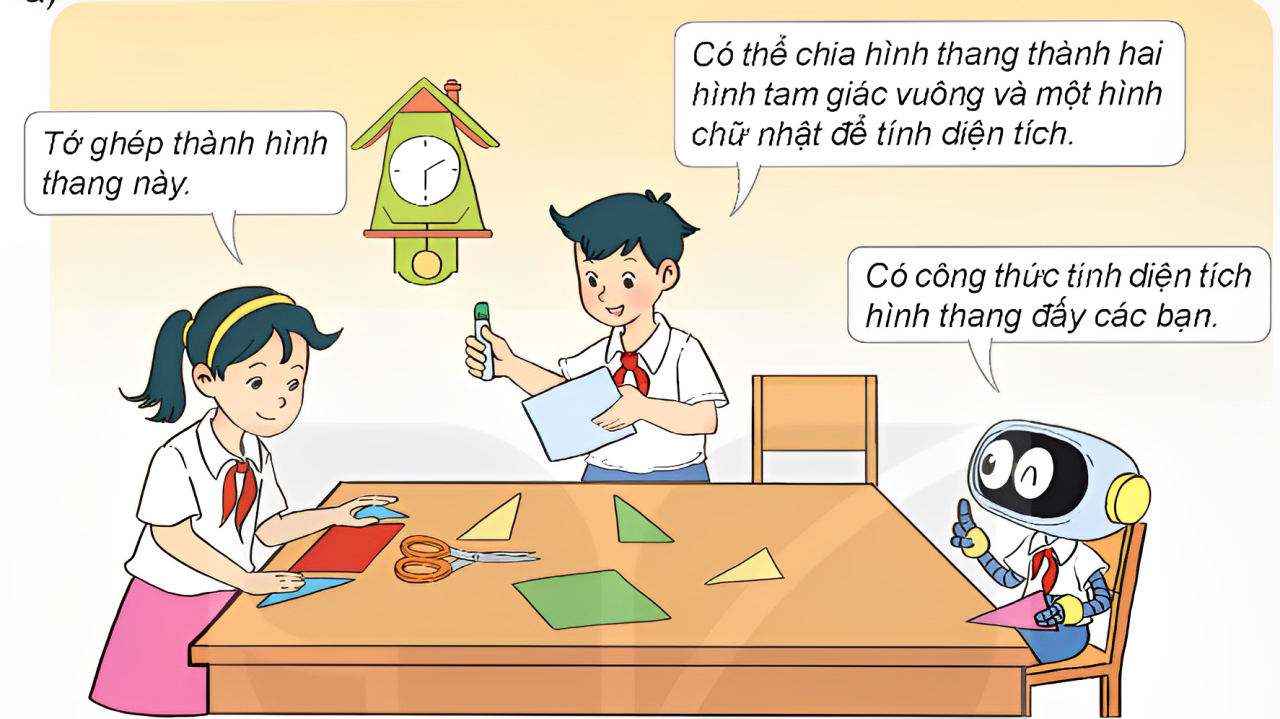 Tớ ghép thành hình
thang này.
Có thể chia hình thang thành hai
hình tam giác vuông và một hình
chữ nhật để tính diện tích.
Có công thức tính diện tích
hình thang đấy các bạn.